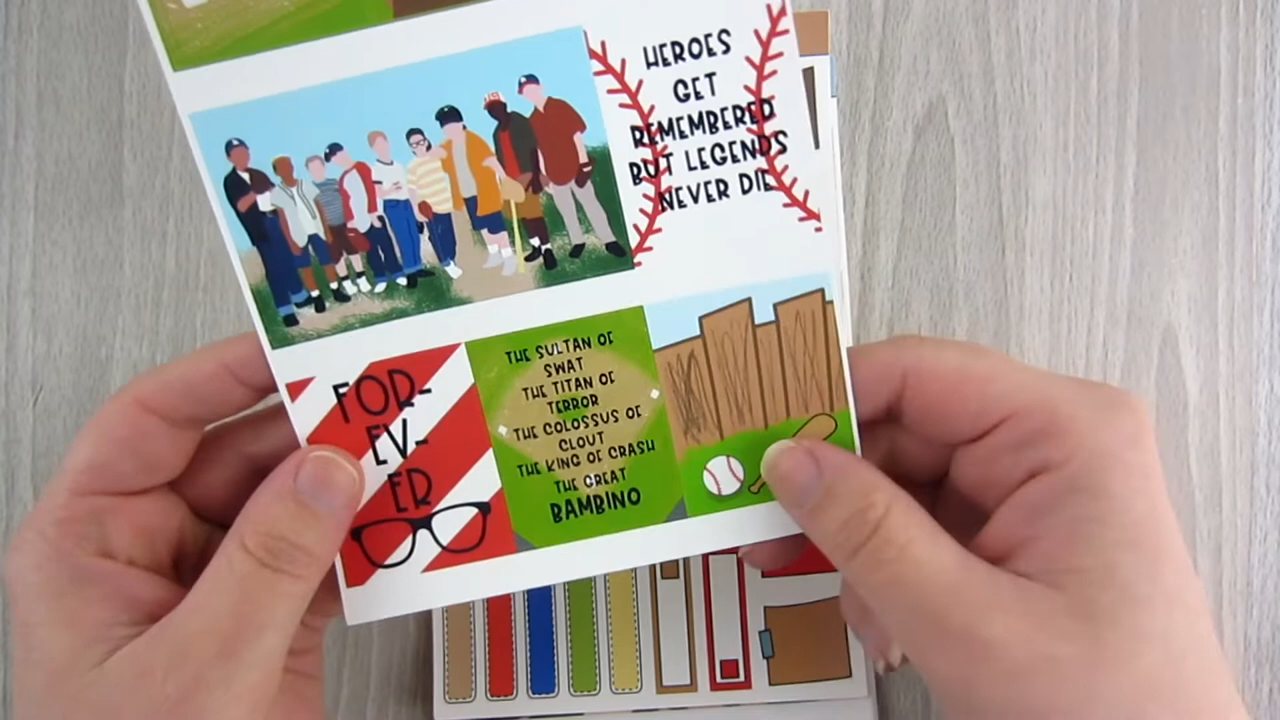 HEROES
GET
REMEMBERED
BUT LEGENDS
NEVER DIE
FOR-
EV-
ER
THE SULTAN OF
SWAT
THE TITAN OF
TERROR
THE COLOSSUS OF
CLOUT
THE KING OF CRASH
THE GREAT
BAMBINO